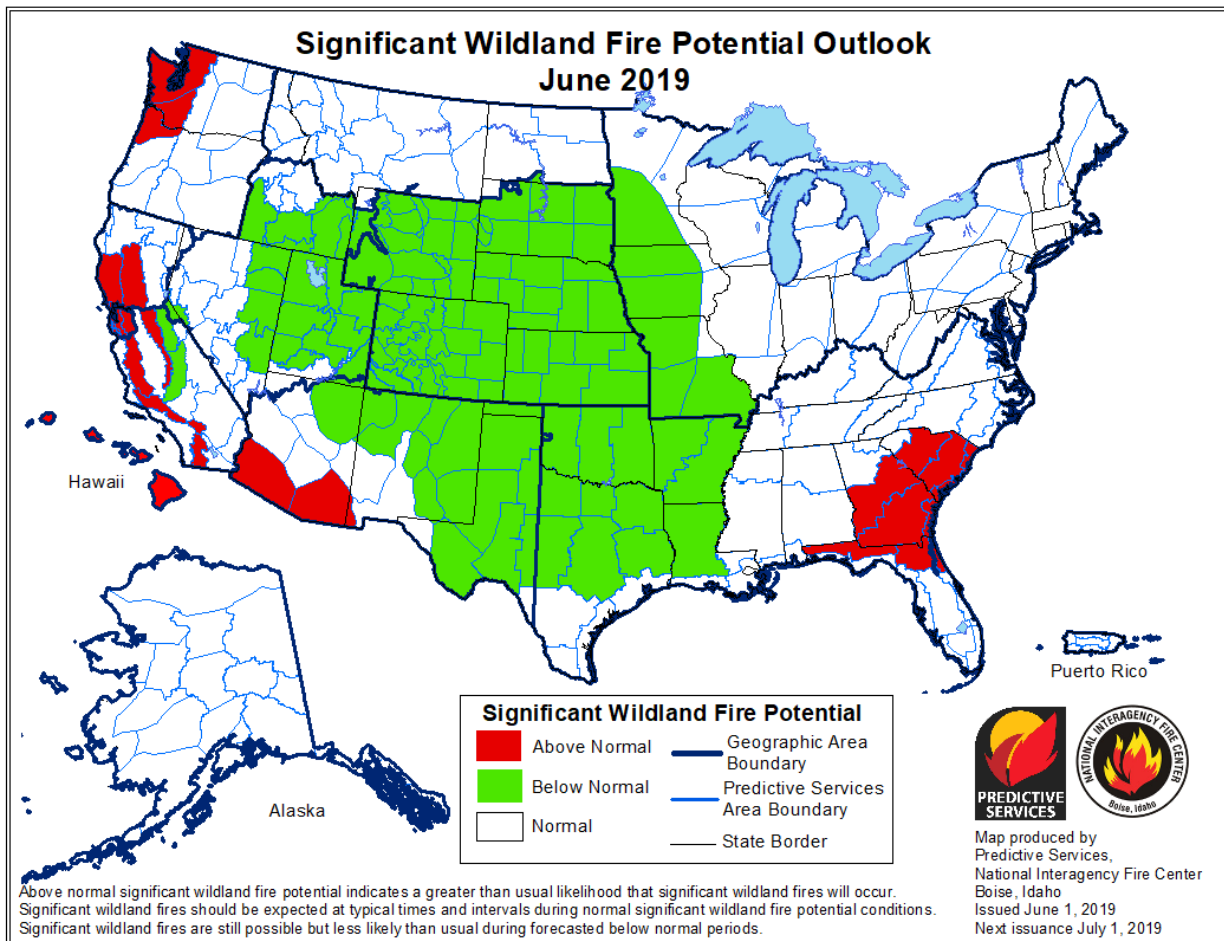 Significant Wildland Fire Potential Outlook
June 2019
Hawaii
Alaska
Puerto Rico
Significant Wildland Fire Potential
Above Normal
Below Normal
Normal
Geographic Area
Boundary
Predictive Services
Area Boundary
State Border
PREDICTIVE
SERVICES
NATIONAL INTERAGENCY FIRE CENTER
Boise, Idaho
Map produced by
Predictive Services,
National Interagency Fire Center
Boise, Idaho
Issued June 1, 2019
Next issuance July 1, 2019
Above normal significant wildland fire potential indicates a greater than usual likelihood that significant wildland fires will occur.
Significant wildland fires should be expected at typical times and intervals during normal significant wildland fire potential conditions.
Significant wildland fires are still possible but less likely than usual during forecasted below normal periods.